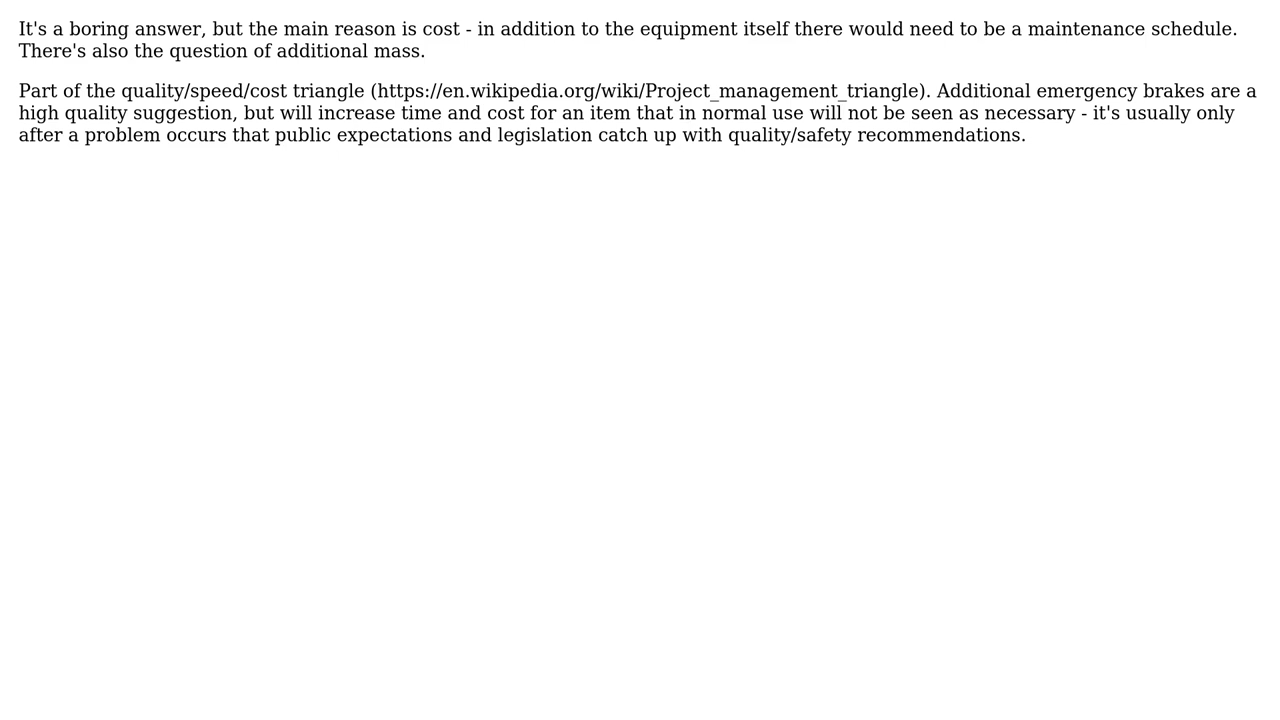 It's a boring answer, but the main reason is cost - in addition to the equipment itself there would need to be a maintenance schedule.
There's also the question of additional mass.
Part of the quality/speed/cost triangle (https://en.wikipedia.org/wiki/Project_management_triangle). Additional emergency brakes are a
high quality suggestion, but will increase time and cost for an item that in normal use will not be seen as necessary - it's usually only
after a problem occurs that public expectations and legislation catch up with quality/safety recommendations.